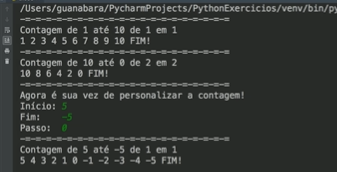 /Users/guanabara/PycharmProjects/PythonExercicios/venv/bin/py
-=-=-=-=-=-=-=-=-=-=-=-=-=-=-=-=-=-=-=-=
Contagem de 1 até 10 de 1 em 1
1 2 3 4 5 6 7 8 9 10 FIM!
-=-=-=-=-=-=-=-=-=-=-=-=-=-=-=-=-=-=-=-=
Contagem de 10 até 0 de 2 em 2
10 8 6 4 2 0 FIM!
-=-=-=-=-=-=-=-=-=-=-=-=-=-=-=-=-=-=-=-=
Agora é sua vez de personalizar a contagem!
Início: 5
Fim:    -5
Passo:  0
-=-=-=-=-=-=-=-=-=-=-=-=-=-=-=-=-=-=-=-=
Contagem de 5 até -5 de 1 em 1
5 4 3 2 1 0 -1 -2 -3 -4 -5 FIM!